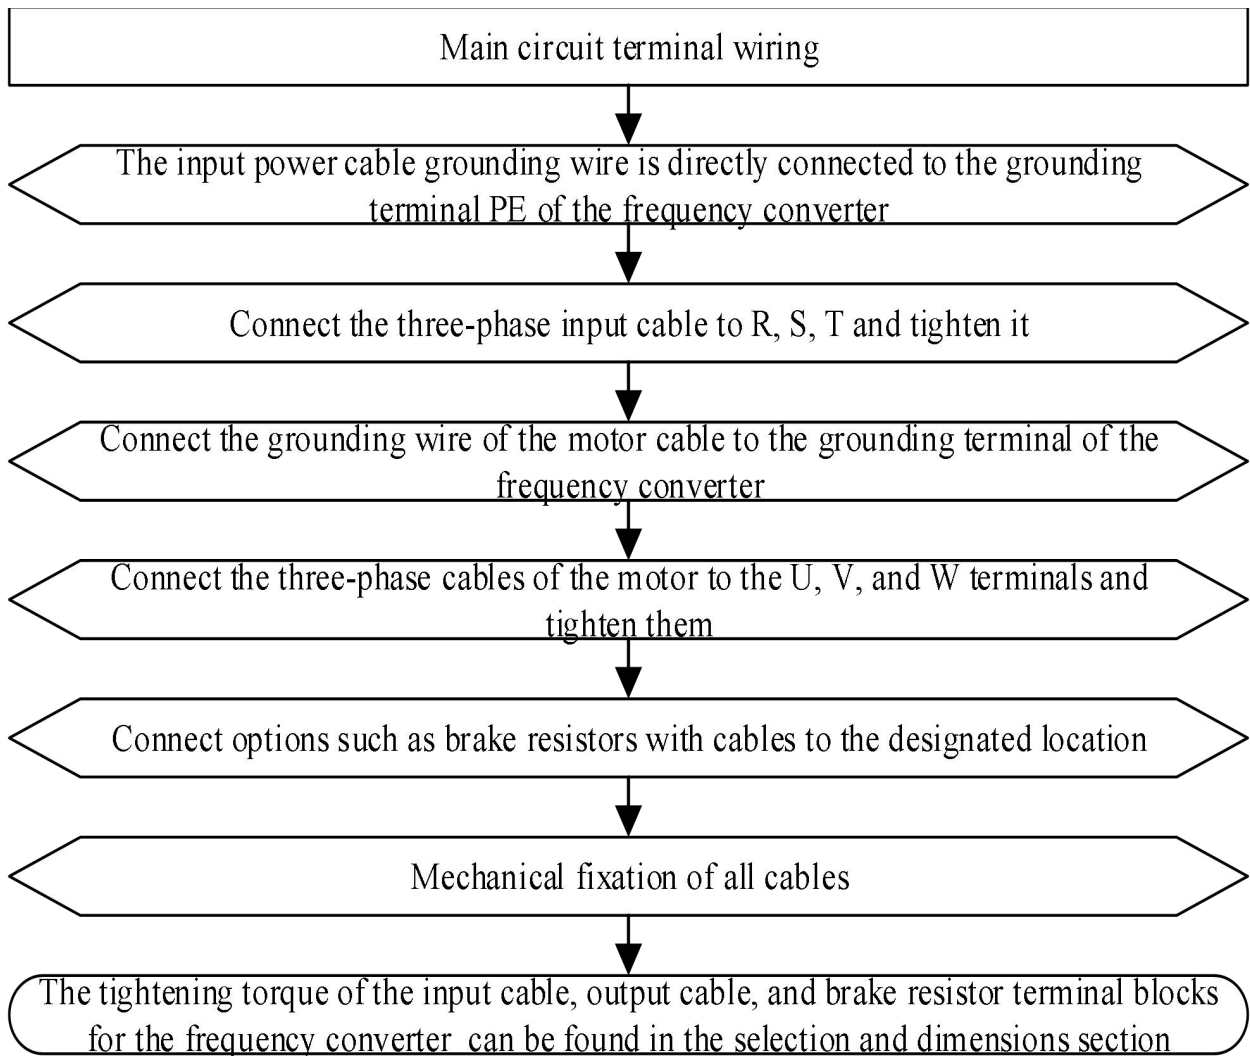 Main circuit terminal wiring
The input power cable grounding wire is directly connected to the grounding
terminal PE of the frequency converter
Connect the three-phase input cable to R, S, T and tighten it
Connect the grounding wire of the motor cable to the grounding terminal of the
frequency converter
Connect the three-phase cables of the motor to the U, V, and W terminals and
tighten them
Connect options such as brake resistors with cables to the designated location
Mechanical fixation of all cables
The tightening torque of the input cable, output cable, and brake resistor terminal blocks
for the frequency converter can be found in the selection and dimensions section